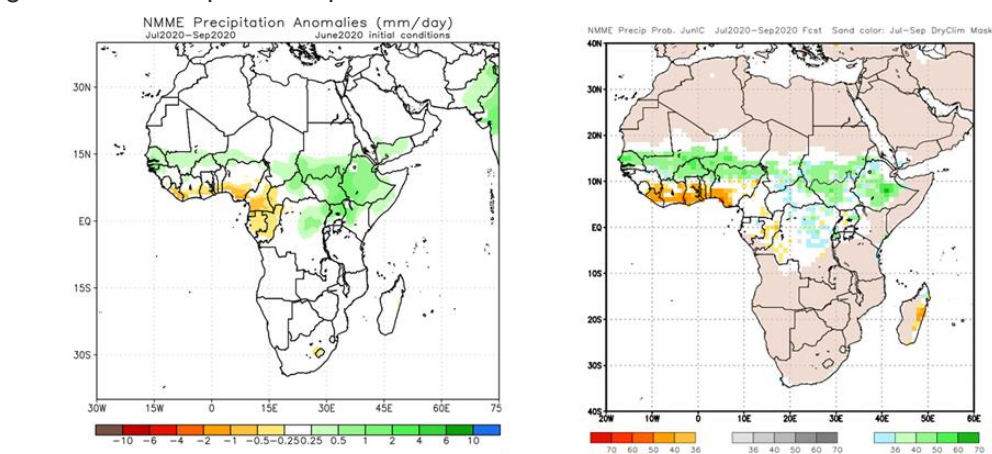 NMME Precipitation Anomalies (mm/day)
Jul2020-Sep2020 June2020 initial conditions
30N
15N
EQ
15S
30S
30W 15W 0 15E 30E 45E 60E 75
-10 -6 -4 -2 -1 -0.5-0.250.25 0.5 1 2 4 6 10
NMME Precip Prob. JunIC Jul2020-Sep2020 Fcst Sand color: Jul-Sep DryClim Mask
40N
30N
20N
10N
EQ
10S
20S
30S
40S
20W 10W 0 10E 20E 30E 40E 50E 60E
70 60 50 40 36 36 40 50 60 70 36 40 50 60 70